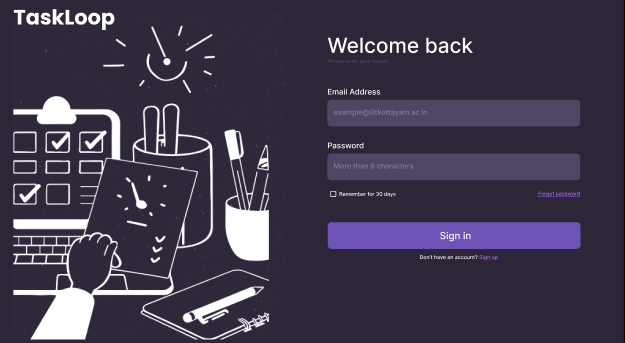 TaskLoop
Welcome back
Please enter your details
Email Address
example@iiitkottayam.ac.in
Password
More than 6 characters
Remember for 30 days
Forgot password
Sign in
Don't have an account? Sign up